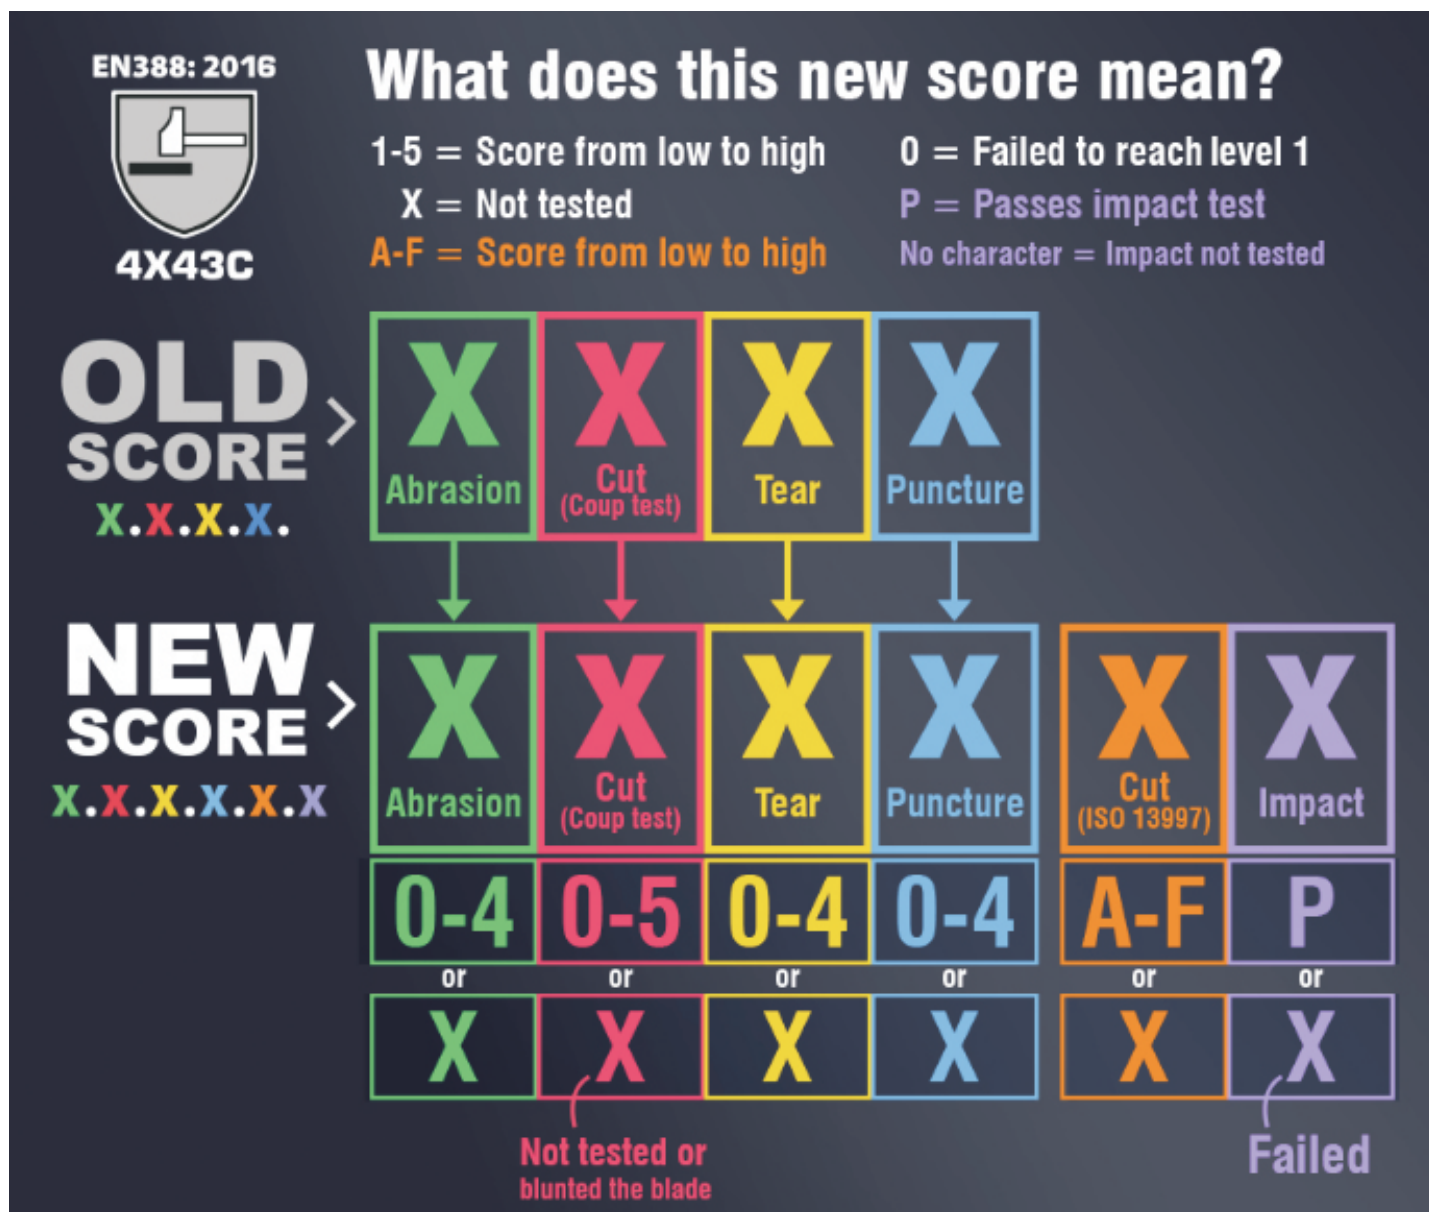 EN388: 2016
4X43C
What does this new score mean?
1-5 = Score from low to high
0 = Failed to reach level 1
X = Not tested
P = Passes impact test
A-F = Score from low to high
No character = Impact not tested
OLD
SCORE
X.X.X.X.
X X X X
Abrasion Cut (Coup test) Tear Puncture
NEW
SCORE
X.X.X.X.X.X
X X X X X X
Abrasion Cut (Coup test) Tear Puncture Cut (ISO 13997) Impact
0-4 0-5 0-4 0-4 A-F P
or or or or or or
X X X X X X
Not tested or
blunted the blade
Failed